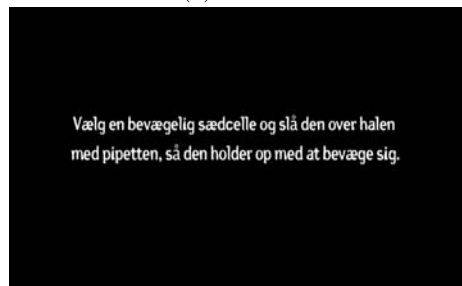 Vælg en bevægelig sædcelle og slå den over halen
med pipetten, så den holder op med at bevæge sig.